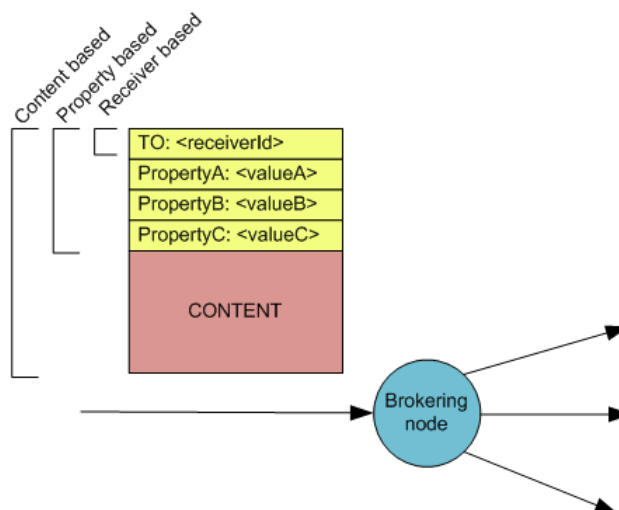 Content based
Property based
Receiver based
TO: <receiverId>
PropertyA: <valueA>
PropertyB: <valueB>
PropertyC: <valueC>
CONTENT
Brokering
node